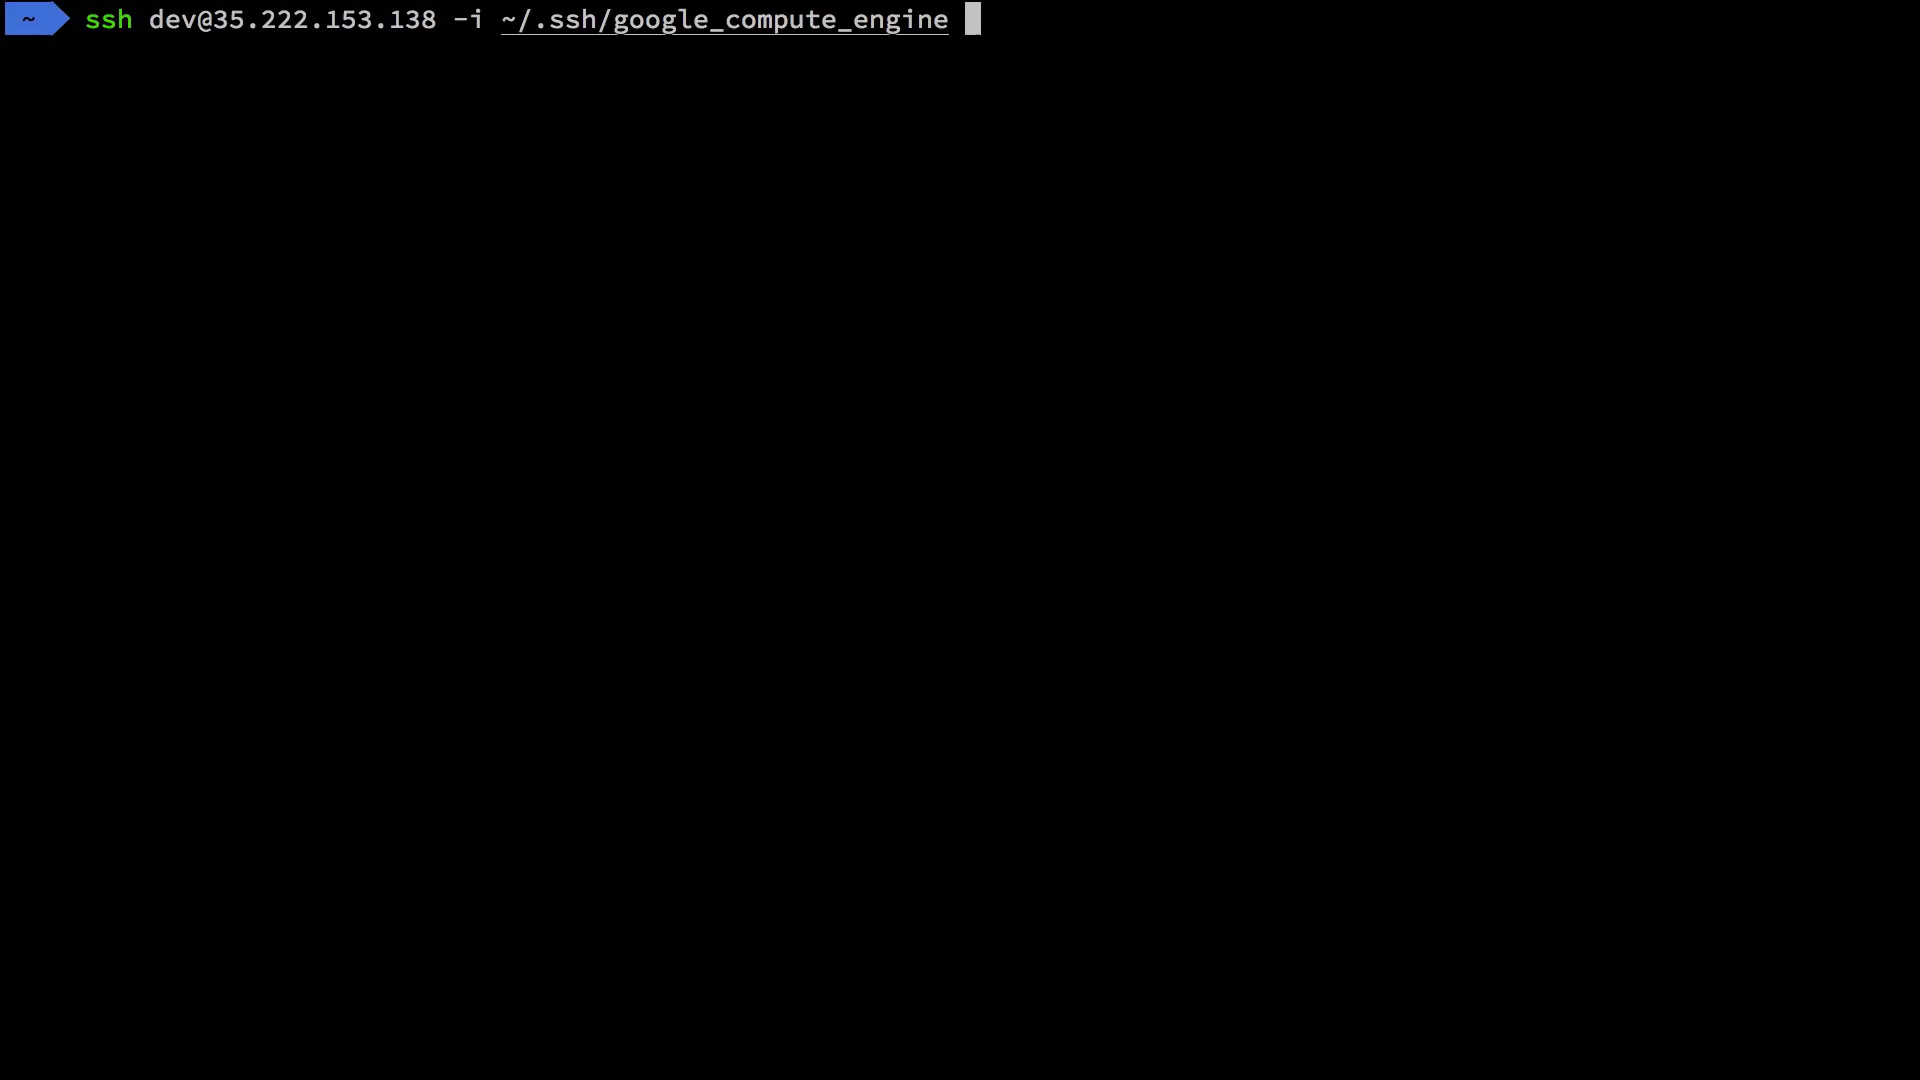 ~ ssh dev@35.222.153.138 -i ~/.ssh/google_compute_engine